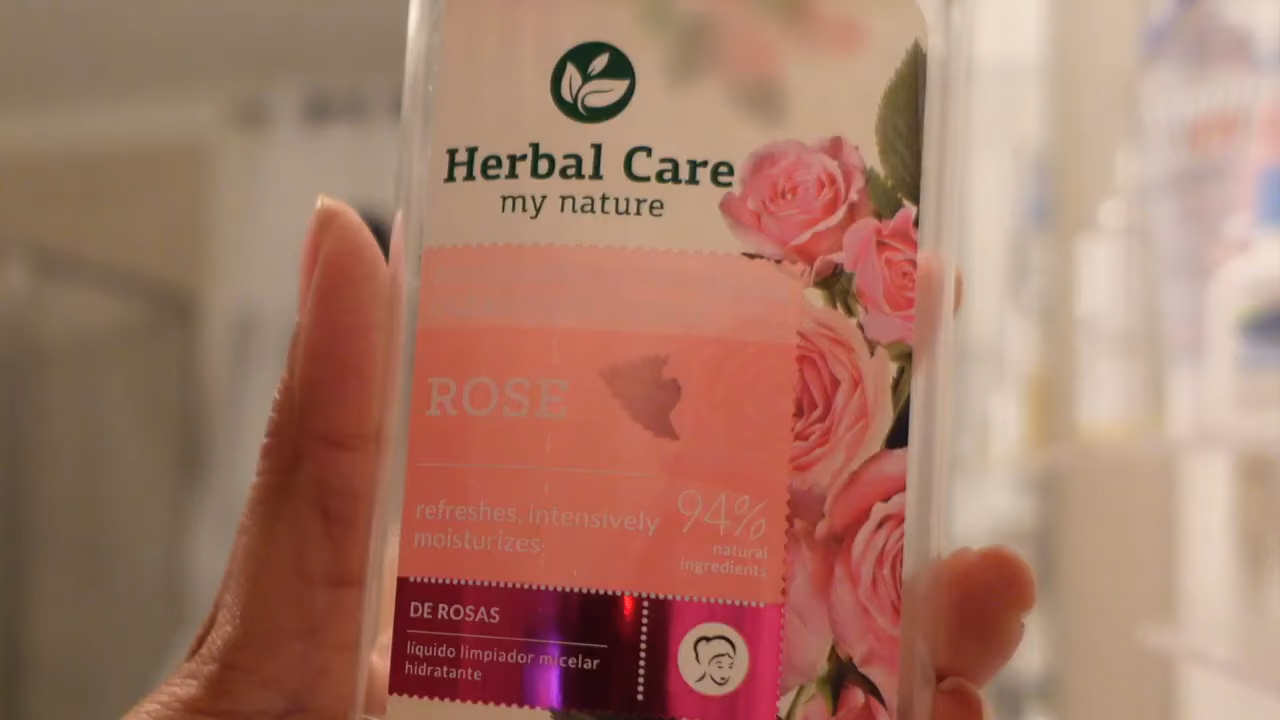 Herbal Care
my nature
ROSE
refreshes, intensively
moisturizes
94%
natural
ingredients
DE ROSAS
líquido limpiador micelar
hidratante